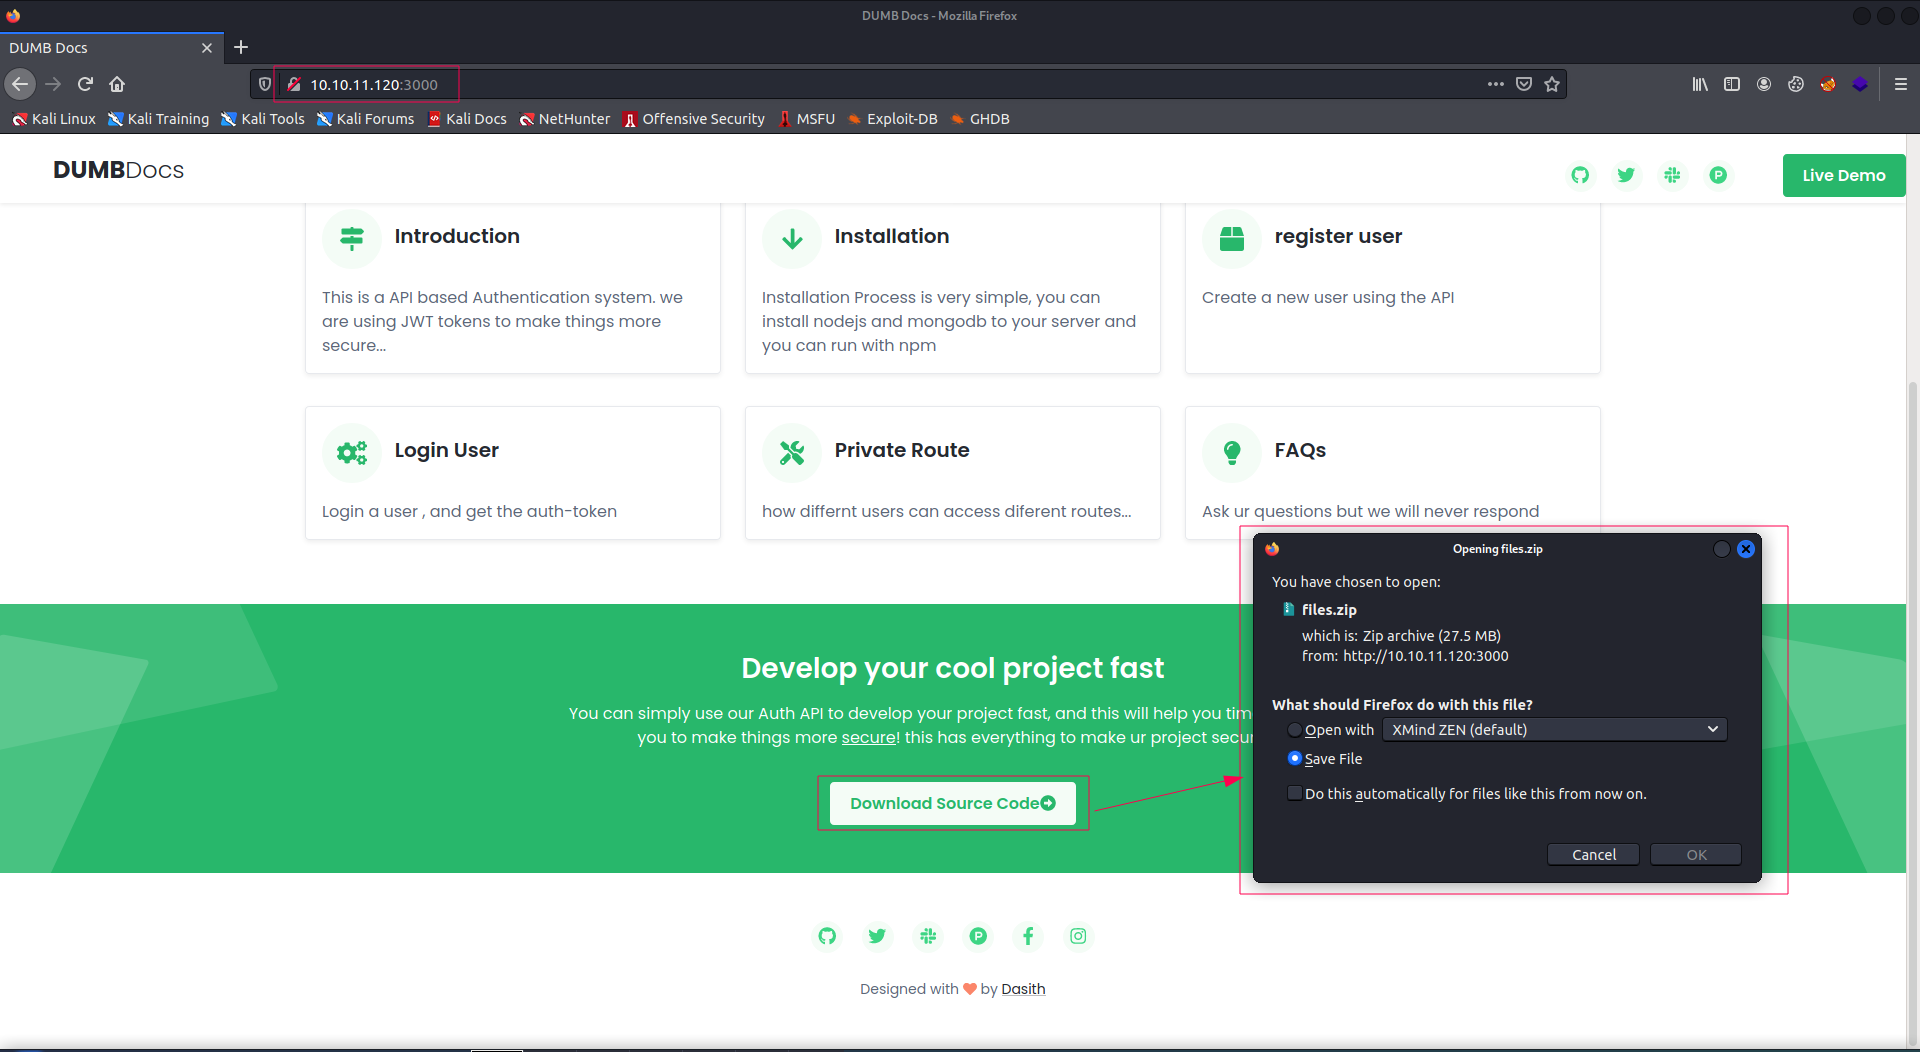 DUMB Docs - Mozilla Firefox
DUMB Docs
10.10.11.120:3000
Kali Linux Kali Training Kali Tools Kali Forums Kali Docs NetHunter Offensive Security MSFU Exploit-DB GHDB
DUMBDocs
Live Demo
Introduction
This is a API based Authentication system. we
are using JWT tokens to make things more
secure...
Installation
Installation Process is very simple, you can
install nodejs and mongodb to your server and
you can run with npm
register user
Create a new user using the API
Login User
Login a user , and get the auth-token
Private Route
how differnt users can access diferent routes...
FAQs
Ask ur questions but we will never respond
Develop your cool project fast
You can simply use our Auth API to develop your project fast, and this will help you tim
you to make things more secure! this has everything to make ur project secur
Download Source Code
Opening files.zip
You have chosen to open:
files.zip
which is: Zip archive (27.5 MB)
from: http://10.10.11.120:3000
What should Firefox do with this file?
Open with XMind ZEN (default)
Save File
Do this automatically for files like this from now on.
Cancel OK
Designed with by Dasith